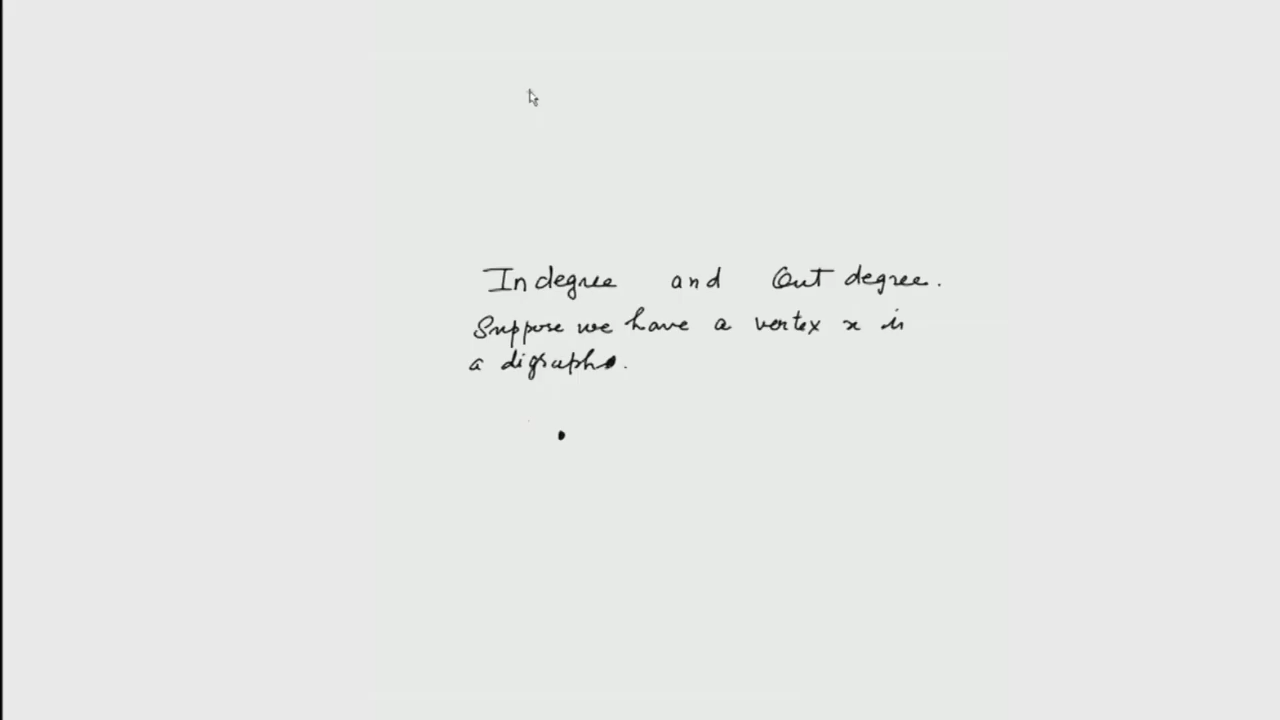 Indegree and Out degree.
Suppose we have a vertex x in
a digraph.